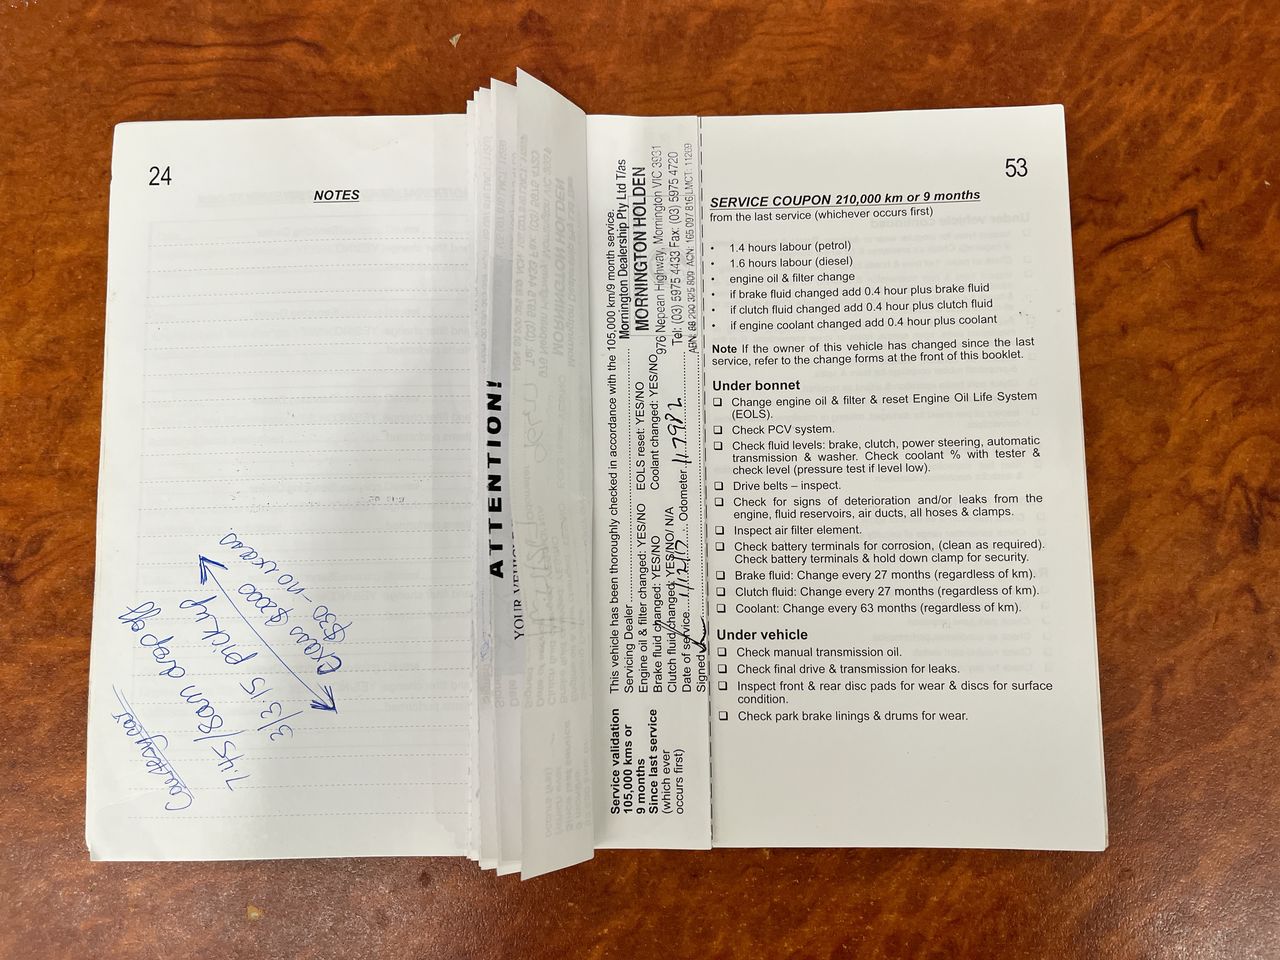 24
NOTES
7.45/8am drop off
3/3.15 pick up
excess $2000
$30 - no excess
ATTENTION!
Service validation
105,000 kms or
9 months
Since last service
(which ever
occurs first)
This vehicle has been thoroughly checked in accordance with the 105,000 km/9 month service.
Servicing Dealer
Engine oil & filter changed: YES/NO EOLS reset: YES/NO
Brake fluid changed: YES/NO Coolant changed: YES/NO
Clutch fluid changed: YES/NO/ N/A
Date of service Odometer 117982
Signed
Mornington Dealership Pty Ltd T/as
MORNINGTON HOLDEN
976 Nepean Highway, Mornington VIC 3931
Tel: (03) 5975 4433 Fax: (03) 5975 4720
ABN: 88 200 325 800 ACN: 165 097 816 LMCT: 11269
53
SERVICE COUPON 210,000 km or 9 months
from the last service (whichever occurs first)
• 1.4 hours labour (petrol)
• 1.6 hours labour (diesel)
• engine oil & filter change
• if brake fluid changed add 0.4 hour plus brake fluid
• if clutch fluid changed add 0.4 hour plus clutch fluid
• if engine coolant changed add 0.4 hour plus coolant
Note If the owner of this vehicle has changed since the last
service, refer to the change forms at the front of this booklet.
Under bonnet
❏ Change engine oil & filter & reset Engine Oil Life System
(EOLS).
❏ Check PCV system.
❏ Check fluid levels: brake, clutch, power steering, automatic
transmission & washer. Check coolant % with tester &
check level (pressure test if level low).
❏ Drive belts – inspect.
❏ Check for signs of deterioration and/or leaks from the
engine, fluid reservoirs, air ducts, all hoses & clamps.
❏ Inspect air filter element.
❏ Check battery terminals for corrosion, (clean as required).
Check battery terminals & hold down clamp for security.
❏ Brake fluid: Change every 27 months (regardless of km).
❏ Clutch fluid: Change every 27 months (regardless of km).
❏ Coolant: Change every 63 months (regardless of km).
Under vehicle
❏ Check manual transmission oil.
❏ Check final drive & transmission for leaks.
❏ Inspect front & rear disc pads for wear & discs for surface
condition.
❏ Check park brake linings & drums for wear.